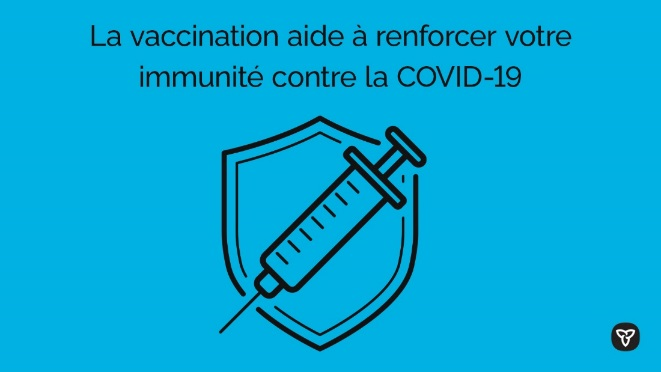 La vaccination aide à renforcer votre
immunité contre la COVID-19